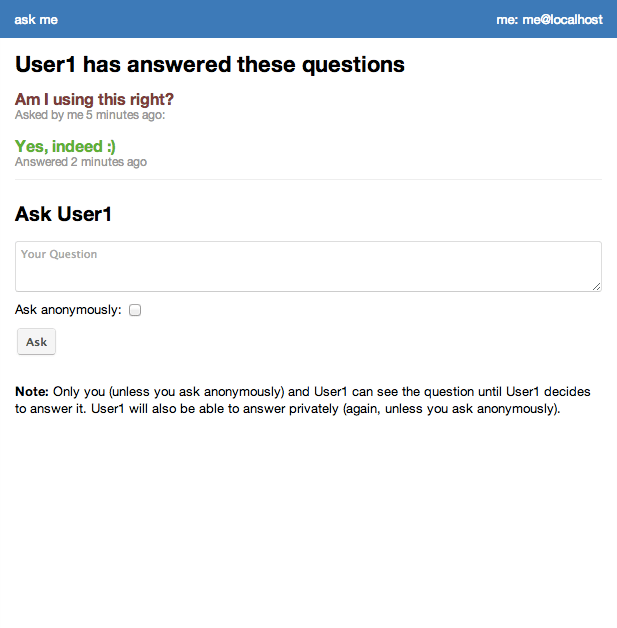 ask me
me: me@localhost
User1 has answered these questions
Am I using this right?
Asked by me 5 minutes ago:
Yes, indeed :)
Answered 2 minutes ago
Ask User1
Your Question
Ask anonymously:
Ask
Note: Only you (unless you ask anonymously) and User1 can see the question until User1 decides
to answer it. User1 will also be able to answer privately (again, unless you ask anonymously).